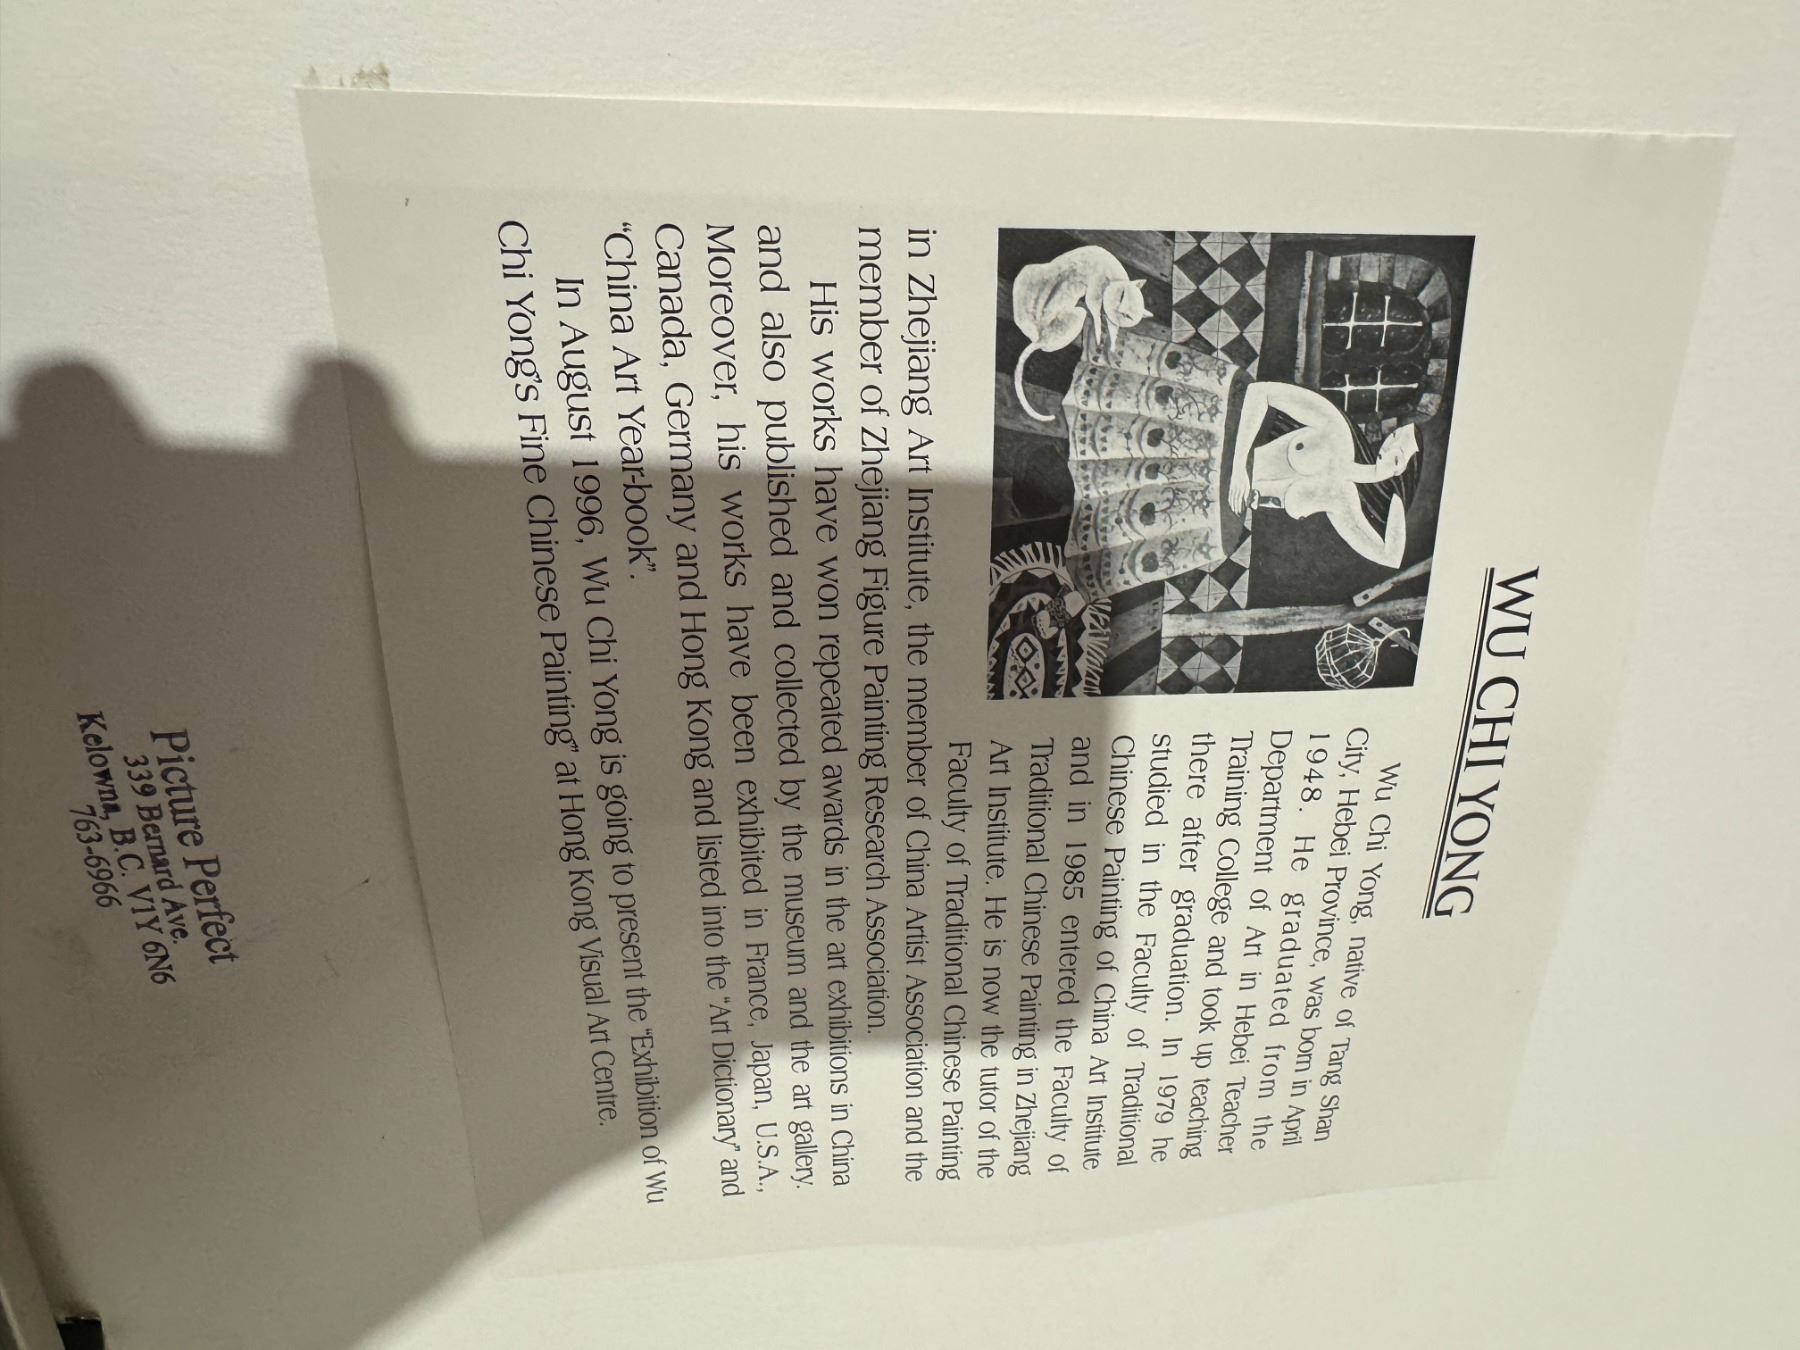 WU CHI YONG
Wu Chi Yong, native of Tang Shan
City, Hebei Province, was born in April
1948. He graduated from the
Department of Art in Hebei Teacher
Training College and took up teaching
there after graduation. In 1979 he
studied in the Faculty of Traditional
Chinese Painting of China Art Institute
and in 1985 entered the Faculty of
Traditional Chinese Painting in Zhejiang
Art Institute. He is now the tutor of the
Faculty of Traditional Chinese Painting
in Zhejiang Art Institute, the member of China Artist Association and the
member of Zhejiang Figure Painting Research Association.
His works have won repeated awards in the art exhibitions in China
and also published and collected by the museum and the art gallery.
Moreover, his works have been exhibited in France, Japan, U.S.A.,
Canada, Germany and Hong Kong and listed into the "Art Dictionary" and
"China Art Year-book".
In August 1996, Wu Chi Yong is going to present the "Exhibition of Wu
Chi Yong's Fine Chinese Painting" at Hong Kong Visual Art Centre.
Picture Perfect
339 Bernard Ave.
Kelowna, B.C. V1Y 6N6
763-6966